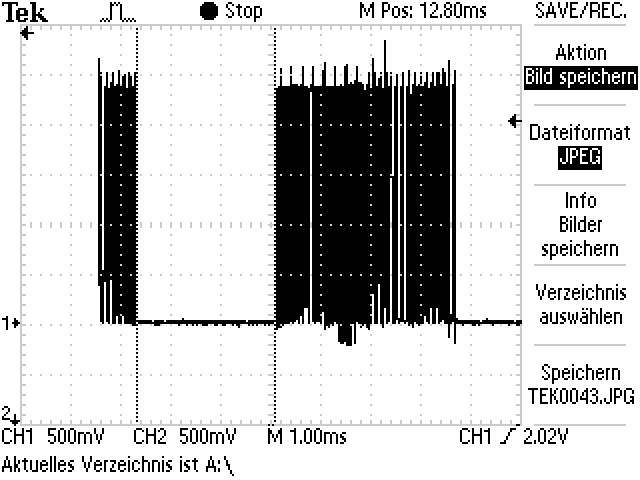 Tek Stop M Pos: 12.80ms SAVE/REC.
Aktion
Bild speichern
Dateiformat
JPEG
Info
Bilder
speichern
Verzeichnis
auswählen
Speichern
TEK0043.JPG
1
2
CH1 500mV CH2 500mV M 1.00ms CH1 2.02V
Aktuelles Verzeichnis ist A:\